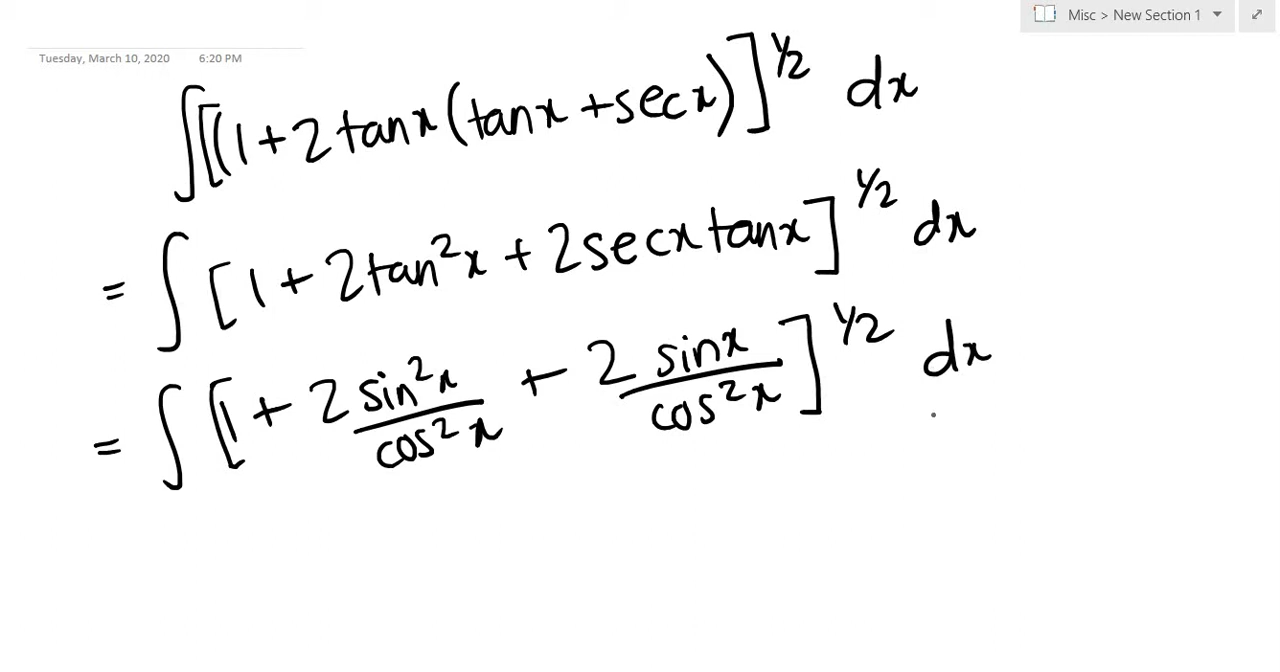 Misc > New Section 1
Tuesday, March 10, 2020 6:20 PM
∫[(1+2tanx(tanx+secx)]^1/2 dx
= ∫[1+2tan²x+2secxtanx]^1/2 dx
= ∫[1+2 sin²x/cos²x + 2 sinx/cos²x]^1/2 dx